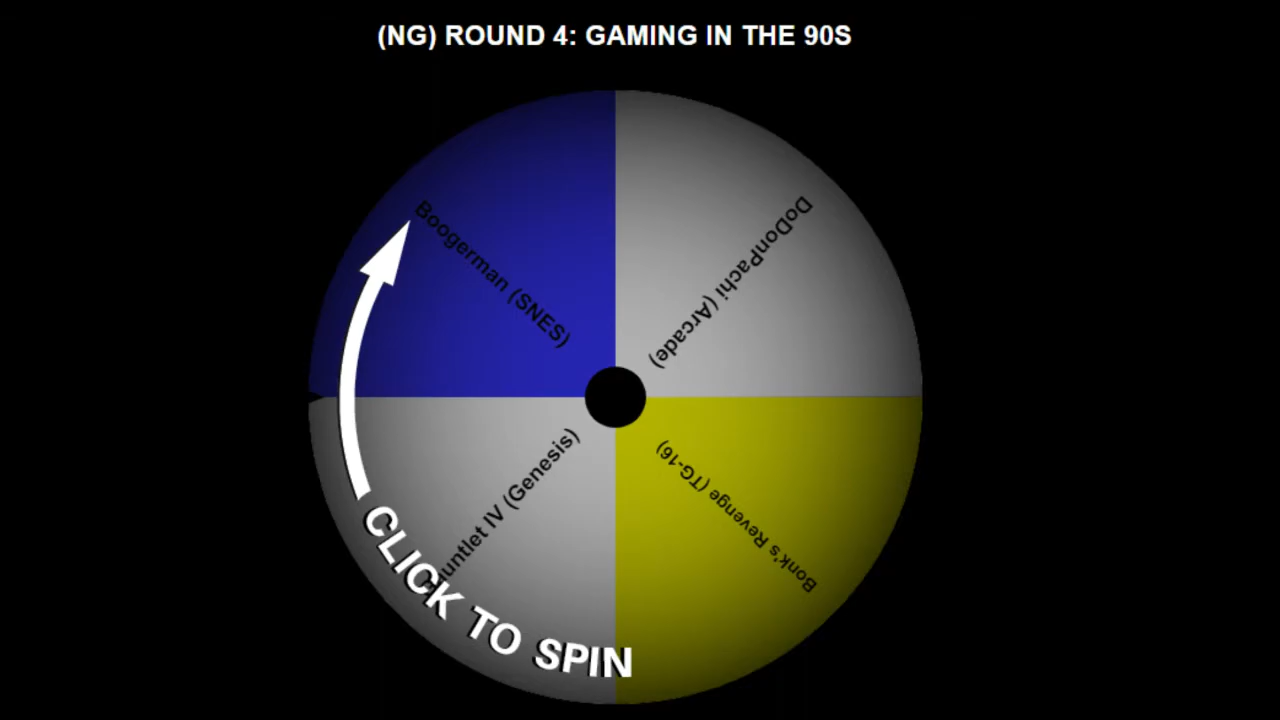 (NG) ROUND 4: GAMING IN THE 90S
Boogerman (SNES)
DoDonPachi (Arcade)
Gauntlet IV (Genesis)
Bonk's Revenge (TG-16)
CLICK TO SPIN